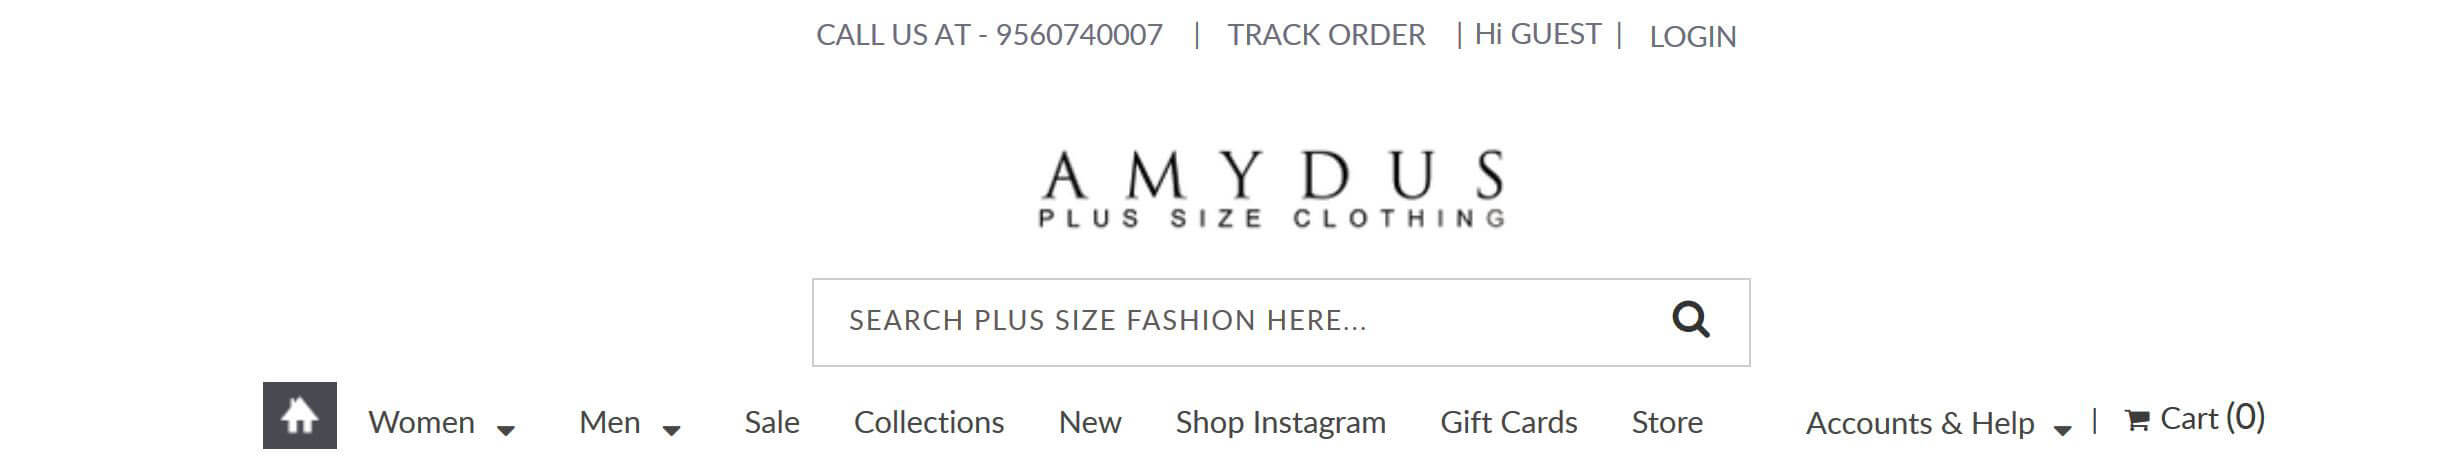 CALL US AT - 9560740007 | TRACK ORDER | Hi GUEST | LOGIN
AMYDUS
PLUS SIZE CLOTHING
SEARCH PLUS SIZE FASHION HERE...
Women Men Sale Collections New Shop Instagram Gift Cards Store Accounts & Help | Cart (0)